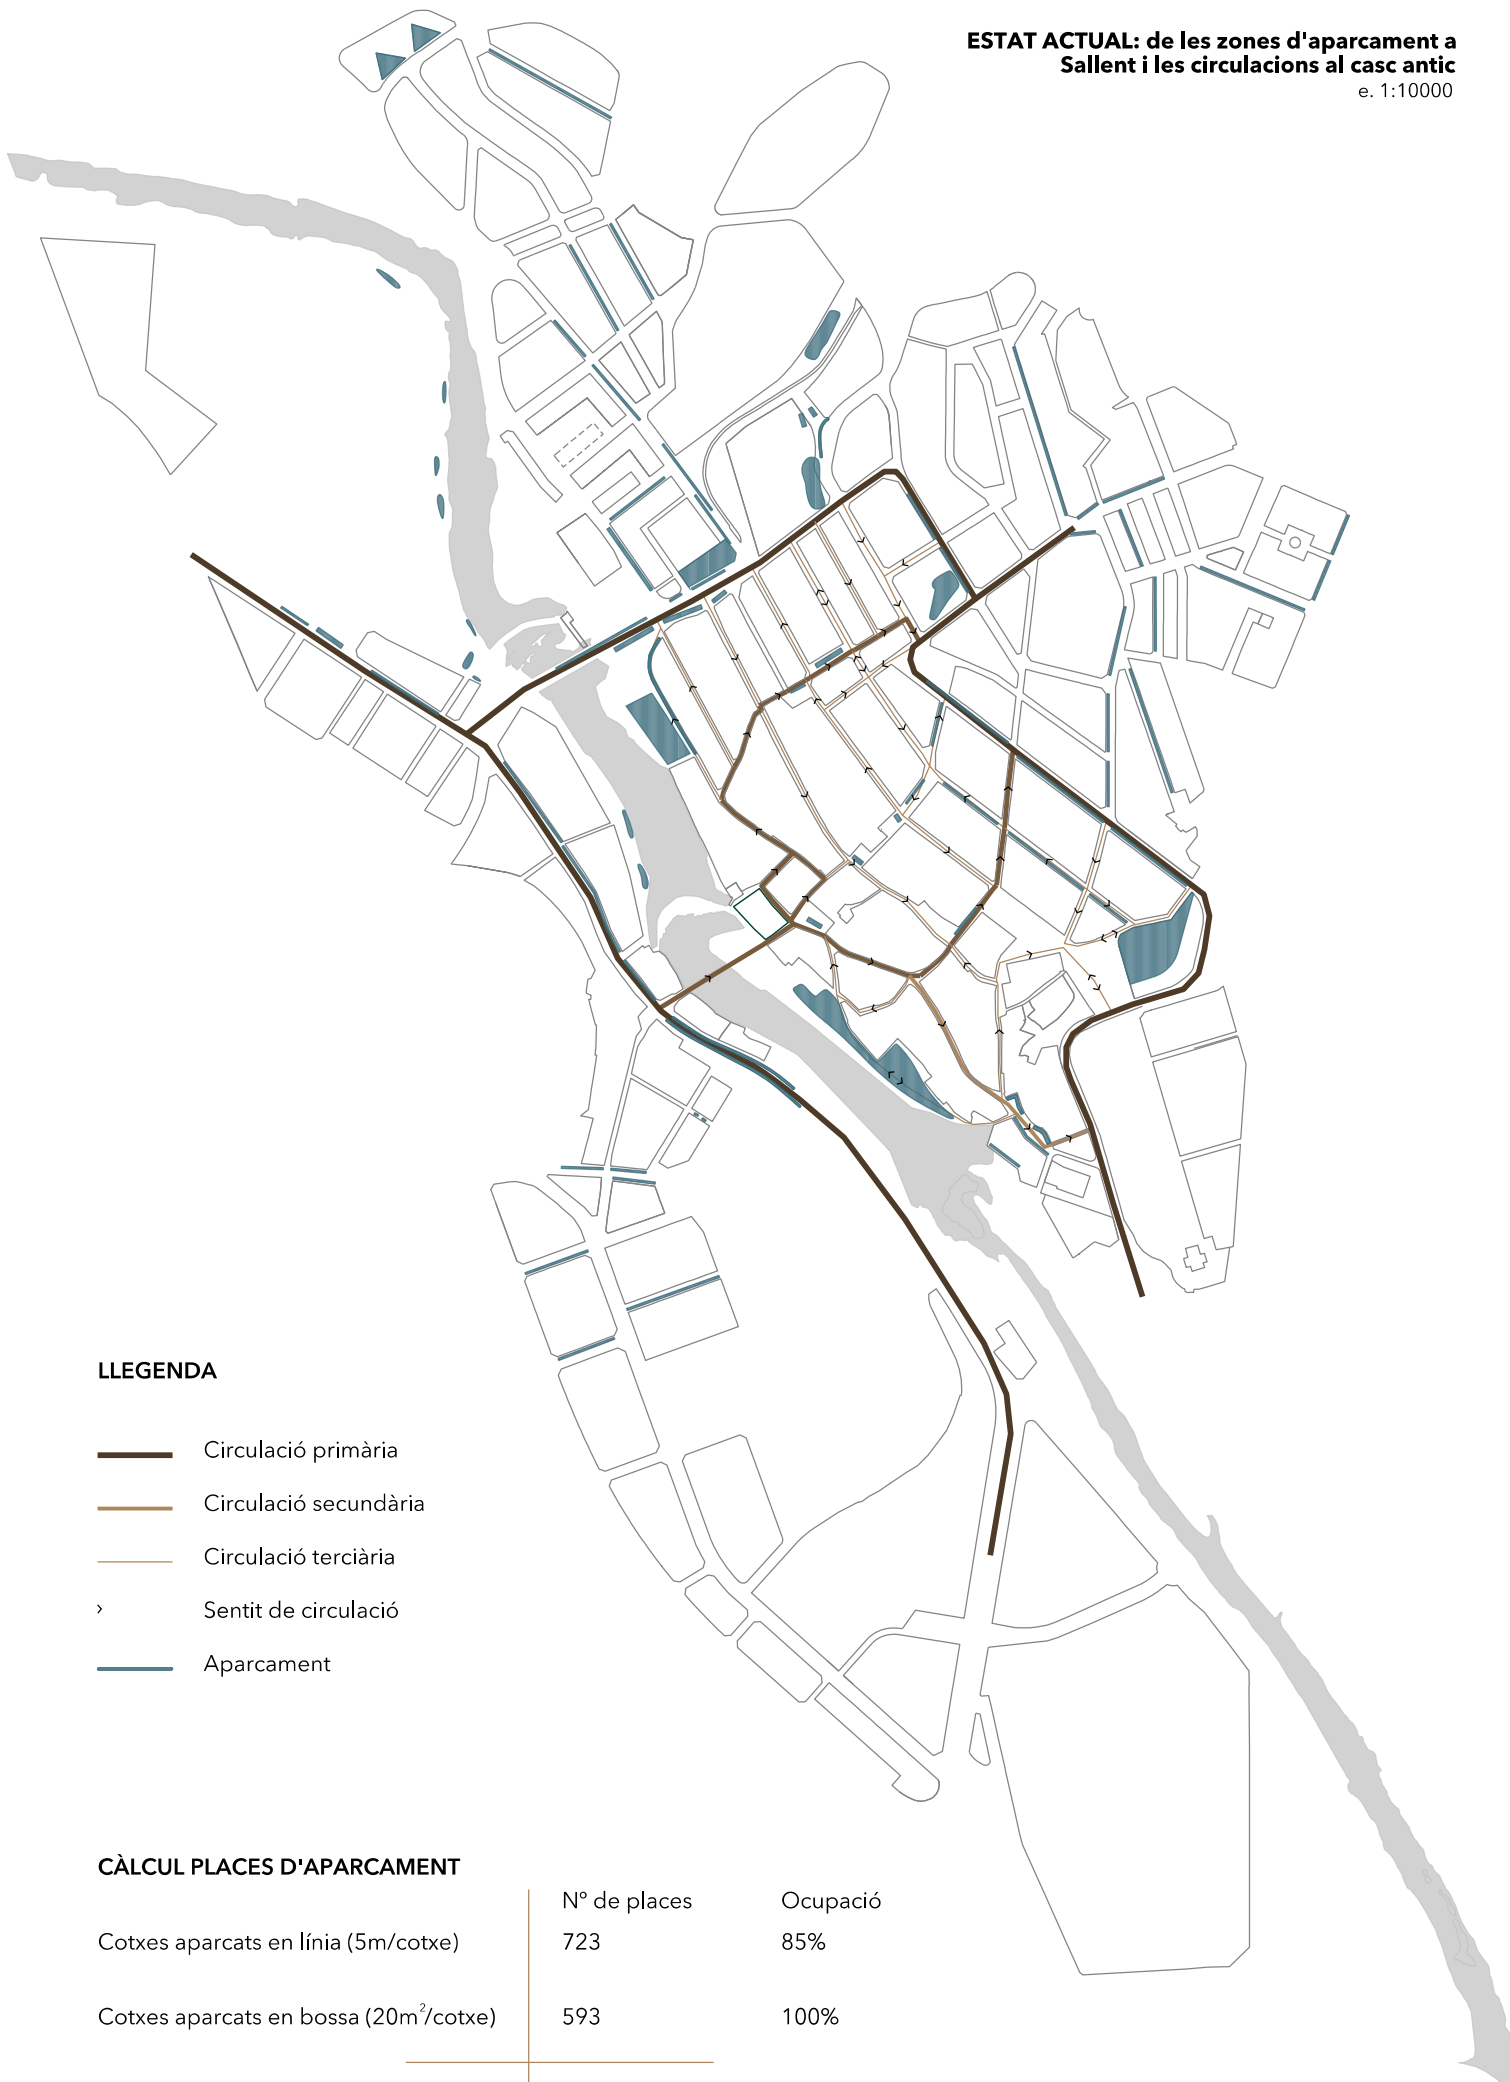 ESTAT ACTUAL: de les zones d'aparcament a
Sallent i les circulacions al casc antic
e. 1:10000
LLEGENDA
Circulació primària
Circulació secundària
Circulació terciària
Sentit de circulació
Aparcament
CÀLCUL PLACES D'APARCAMENT
Nº de places Ocupació
Cotxes aparcats en línia (5m/cotxe) 723 85%
Cotxes aparcats en bossa (20m²/cotxe) 593 100%